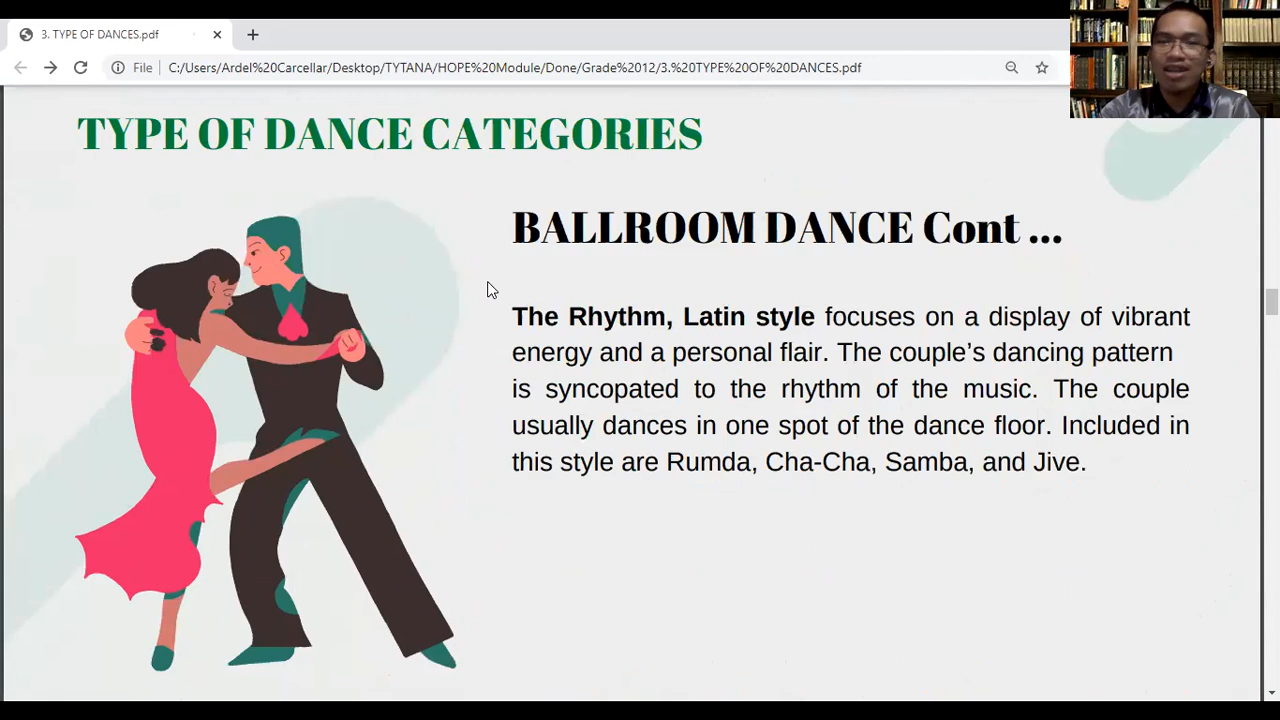 3. TYPE OF DANCES.pdf
File
C:/Users/Ardel%20Carcellar/Desktop/TYTANA/HOPE%20Module/Done/Grade%2012/3.%20TYPE%20OF%20DANCES.pdf
TYPE OF DANCE CATEGORIES
BALLROOM DANCE Cont ...
The Rhythm, Latin style focuses on a display of vibrant
energy and a personal flair. The couple’s dancing pattern
is syncopated to the rhythm of the music. The couple
usually dances in one spot of the dance floor. Included in
this style are Rumda, Cha-Cha, Samba, and Jive.